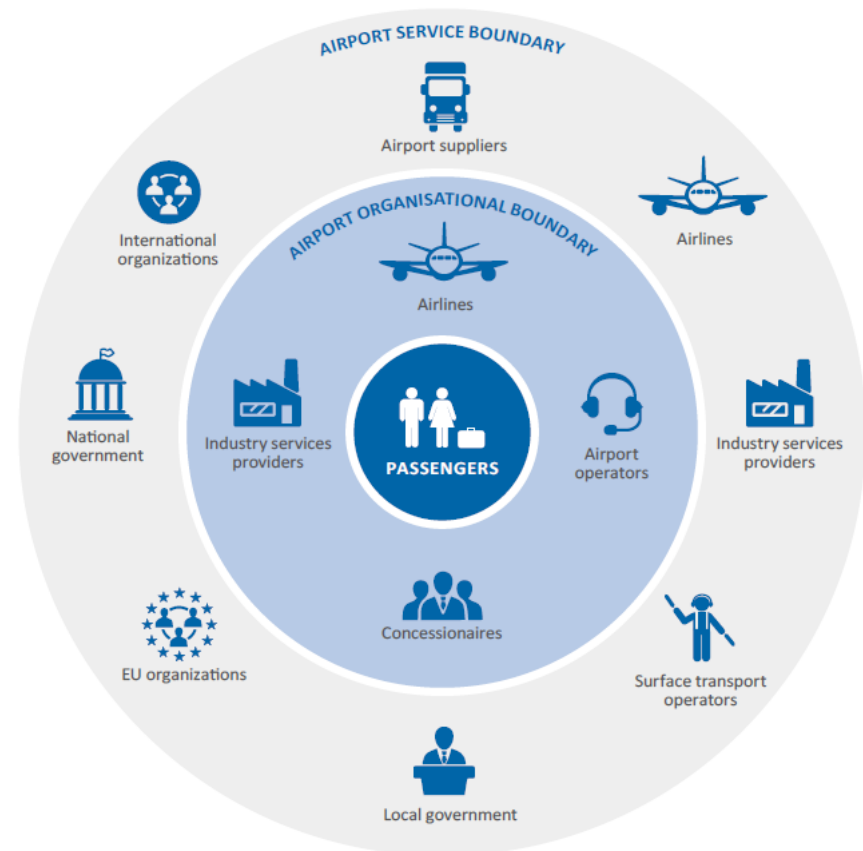 AIRPORT SERVICE BOUNDARY
Airport suppliers
International
organizations
Airlines
AIRPORT ORGANISATIONAL BOUNDARY
Airlines
National
government
Industry services
providers
PASSENGERS
Airport
operators
Industry services
providers
Concessionaires
EU organizations
Surface transport
operators
Local government